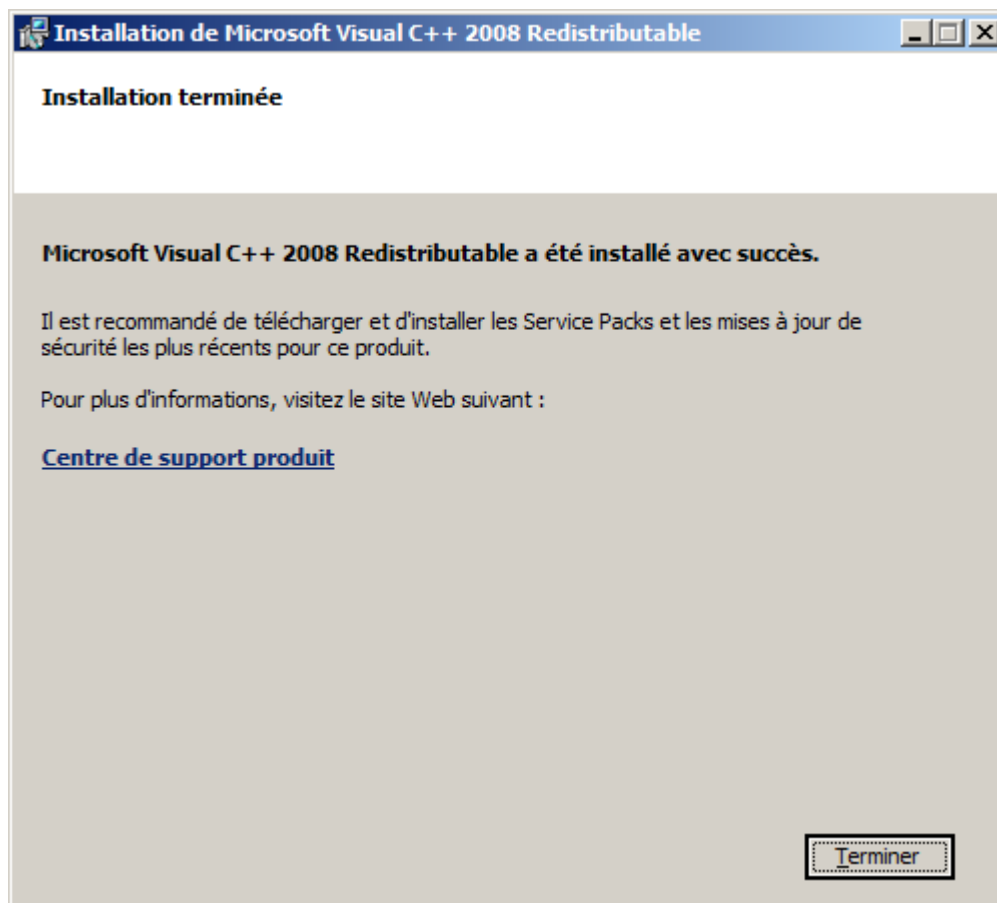 Installation de Microsoft Visual C++ 2008 Redistributable
Installation terminée
Microsoft Visual C++ 2008 Redistributable a été installé avec succès.
Il est recommandé de télécharger et d'installer les Service Packs et les mises à jour de
sécurité les plus récents pour ce produit.
Pour plus d'informations, visitez le site Web suivant :
Centre de support produit
Terminer